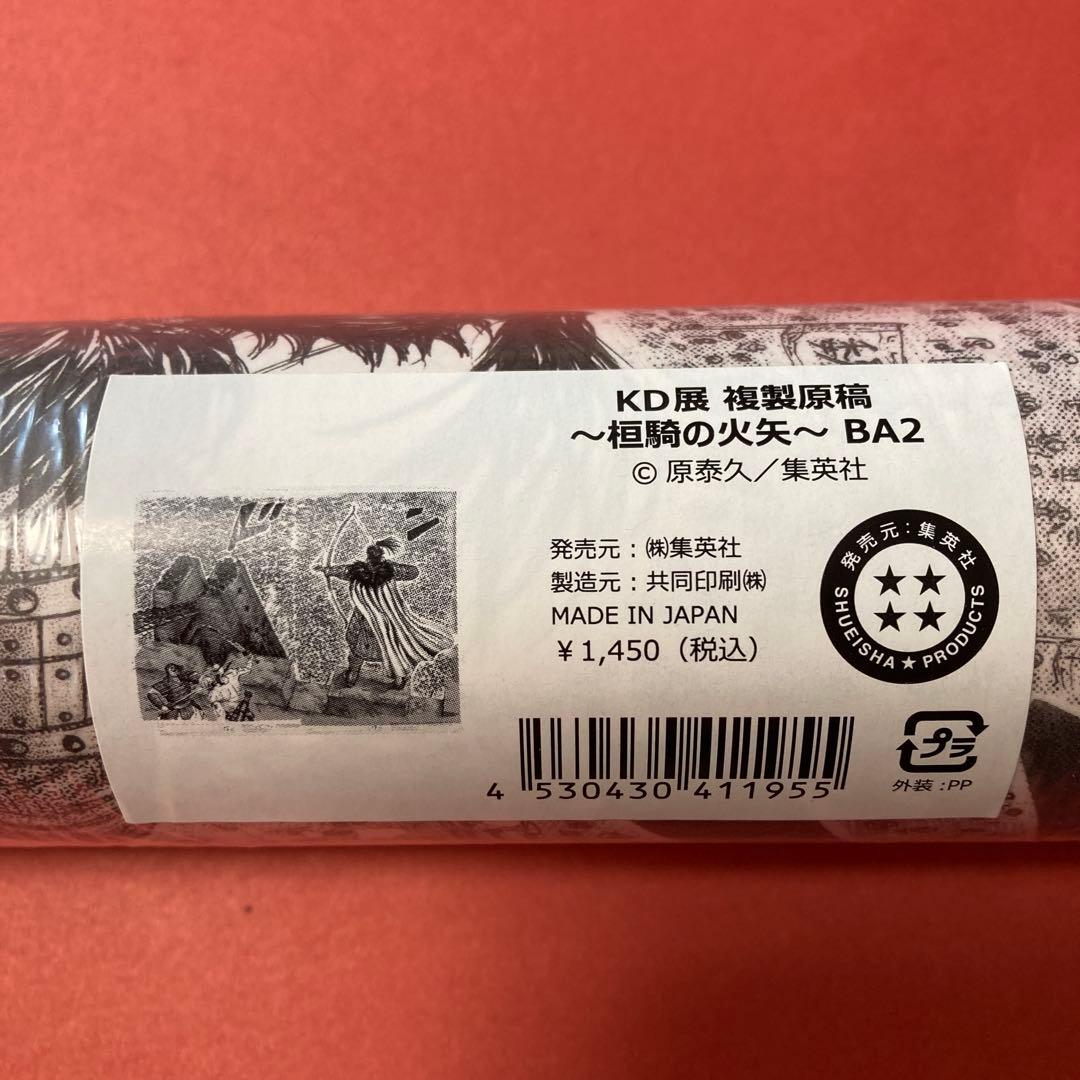 KD展 複製原稿
～桓騎の火矢～ BA2
© 原泰久／集英社
ドン
発売元：㈱集英社
製造元：共同印刷㈱
MADE IN JAPAN
￥1,450（税込）
発売元：集英社
SHUEISHA★PRODUCTS
4 530430 411955
プラ
外装:PP